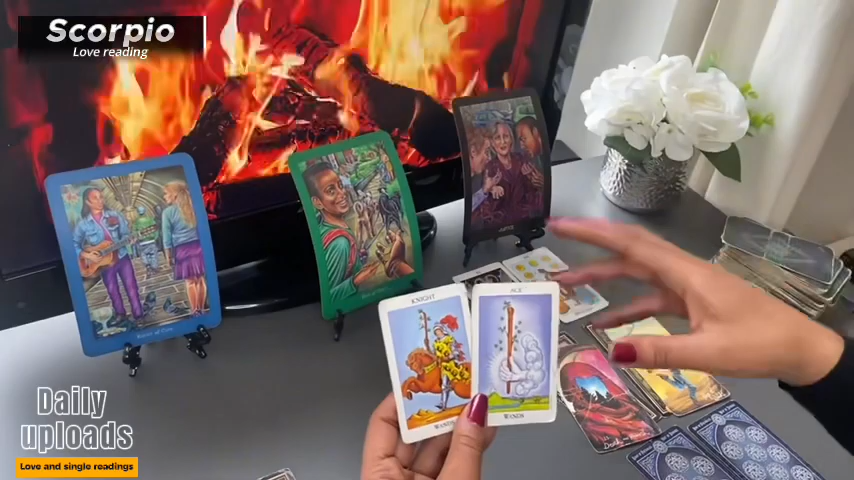 Scorpio
Love reading
KNIGHT
ACE
WANDS
WANDS
Daily
uploads
Love and single readings